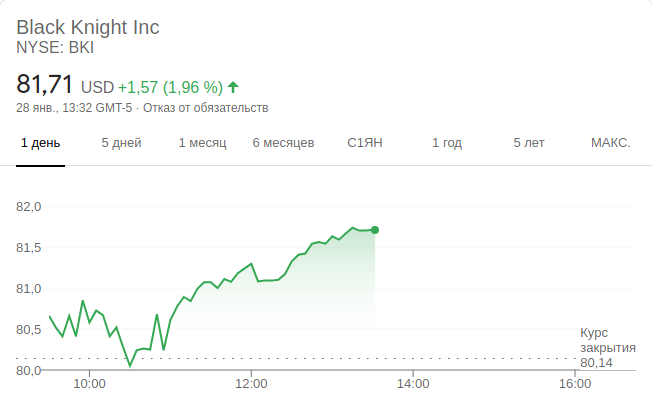 Black Knight Inc
NYSE: BKI
81,71 USD +1,57 (1,96 %)
28 янв., 13:32 GMT-5 · Отказ от обязательств
1 день 5 дней 1 месяц 6 месяцев С1ЯН 1 год 5 лет МАКС.
82,0
81,5
81,0
80,5
80,0
Курс
закрытия
80,14
10:00 12:00 14:00 16:00